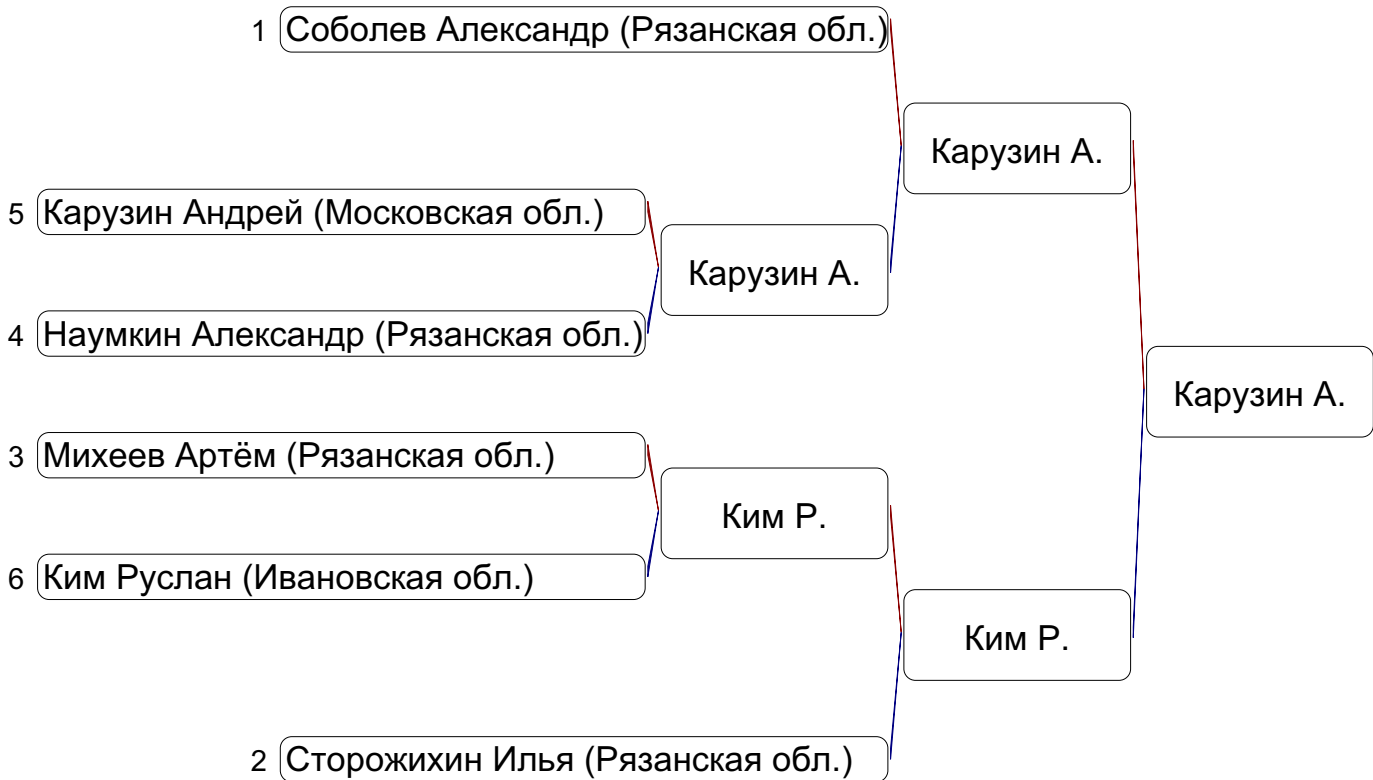 1 Соболев Александр (Рязанская обл.)
Карузин А.
5 Карузин Андрей (Московская обл.)
Карузин А.
4 Наумкин Александр (Рязанская обл.)
Карузин А.
3 Михеев Артём (Рязанская обл.)
Ким Р.
6 Ким Руслан (Ивановская обл.)
Ким Р.
2 Сторожихин Илья (Рязанская обл.)